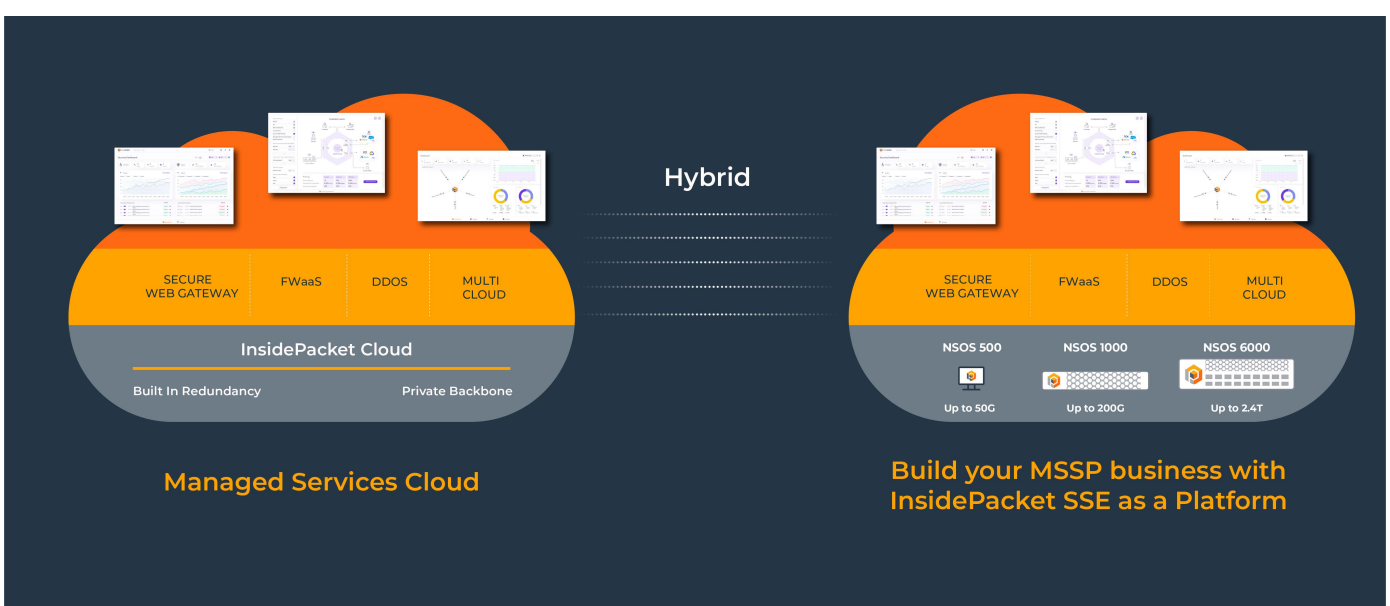 Hybrid
SECURE
WEB GATEWAY
FWaaS
DDOS
MULTI
CLOUD
InsidePacket Cloud
Built In Redundancy
Private Backbone
Managed Services Cloud
SECURE
WEB GATEWAY
FWaaS
DDOS
MULTI
CLOUD
NSOS 500
NSOS 1000
NSOS 6000
Up to 50G
Up to 200G
Up to 2.4T
Build your MSSP business with
InsidePacket SSE as a Platform